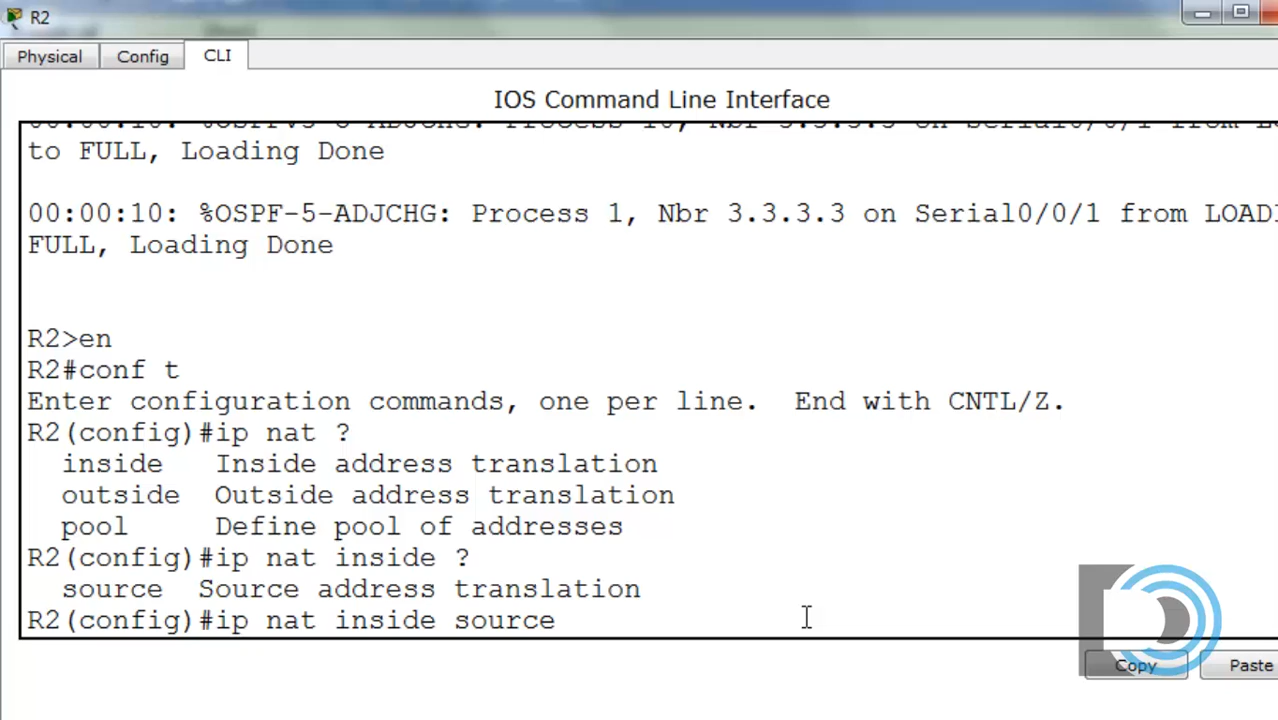 R2
Physical Config CLI
IOS Command Line Interface
to FULL, Loading Done
00:00:10: %OSPF-5-ADJCHG: Process 1, Nbr 3.3.3.3 on Serial0/0/1 from LOADI
FULL, Loading Done
R2>en
R2#conf t
Enter configuration commands, one per line.  End with CNTL/Z.
R2(config)#ip nat ?
inside Inside address translation
outside Outside address translation
pool Define pool of addresses
R2(config)#ip nat inside ?
source Source address translation
R2(config)#ip nat inside source
Copy Paste